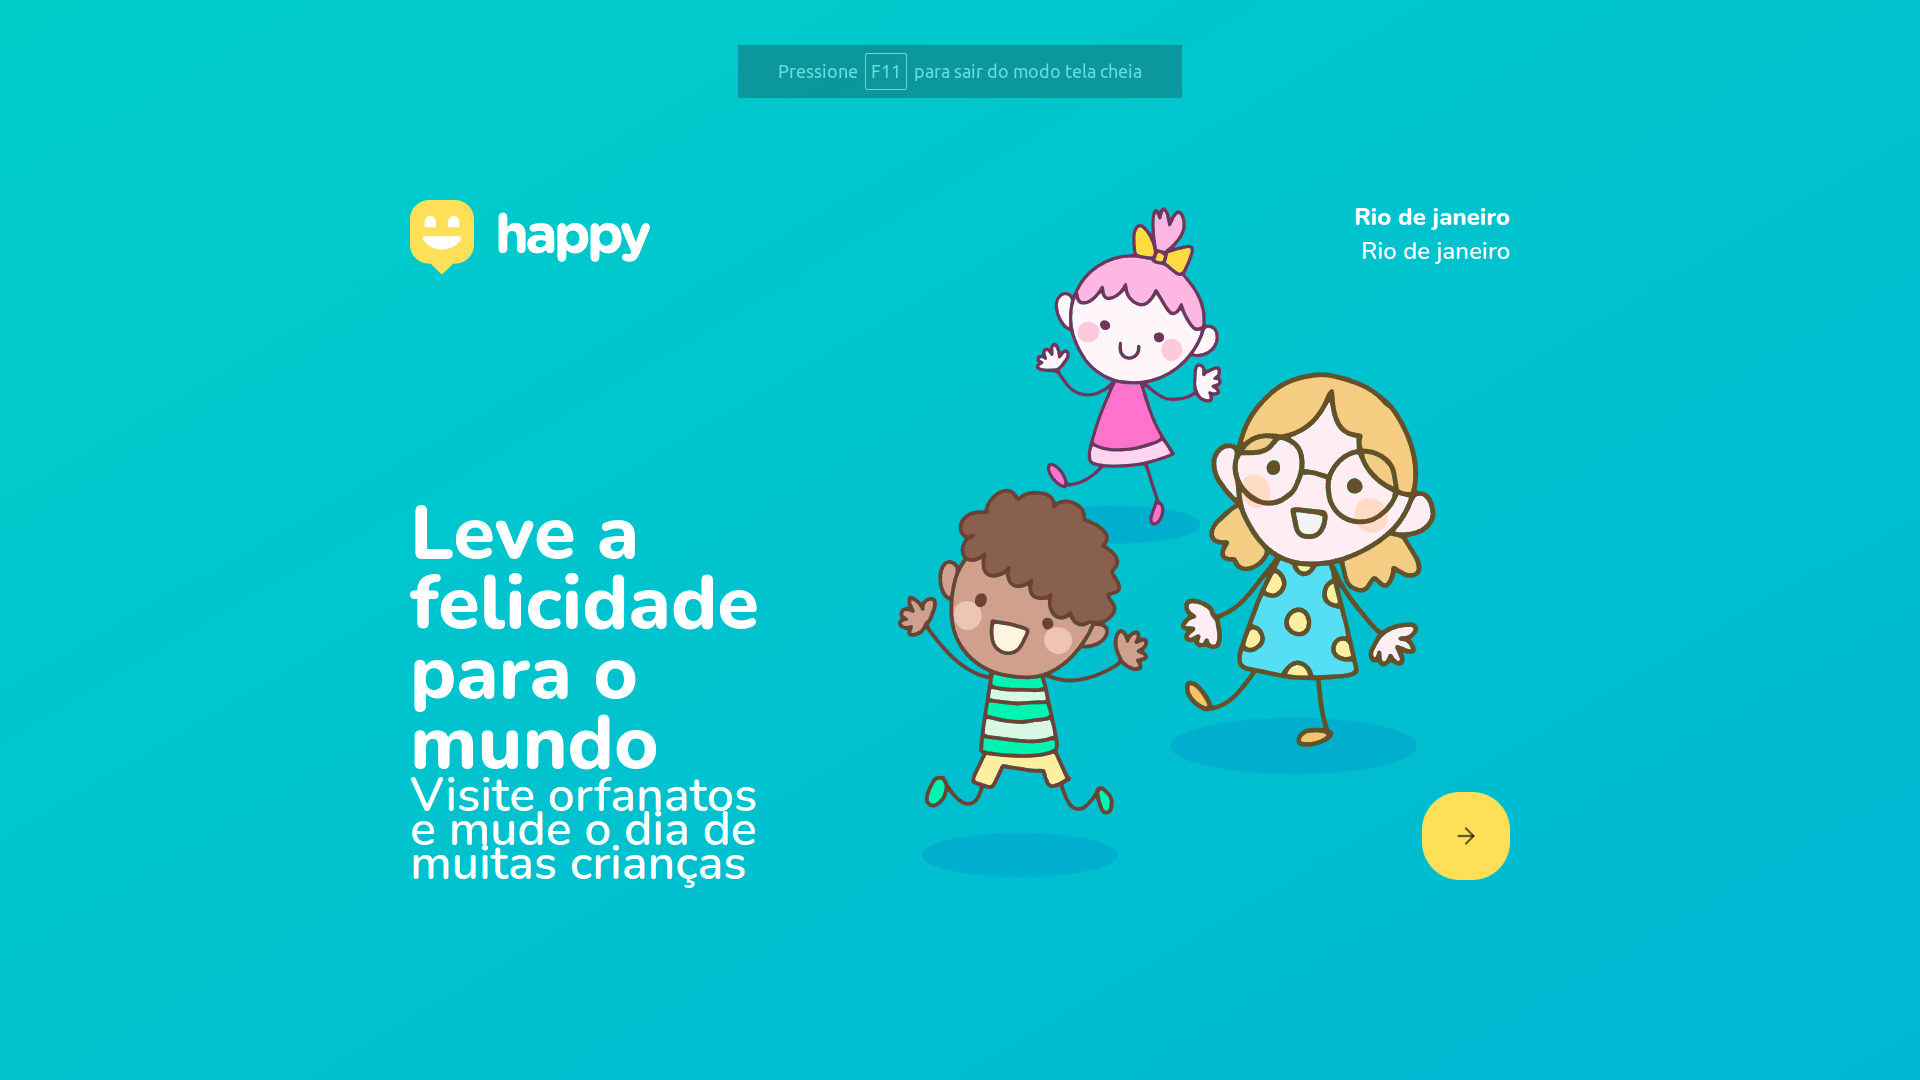 Pressione F11 para sair do modo tela cheia
happy
Rio de janeiro
Rio de janeiro
Leve a
felicidade
para o
mundo
Visite orfanatos
e mude o dia de
muitas crianças